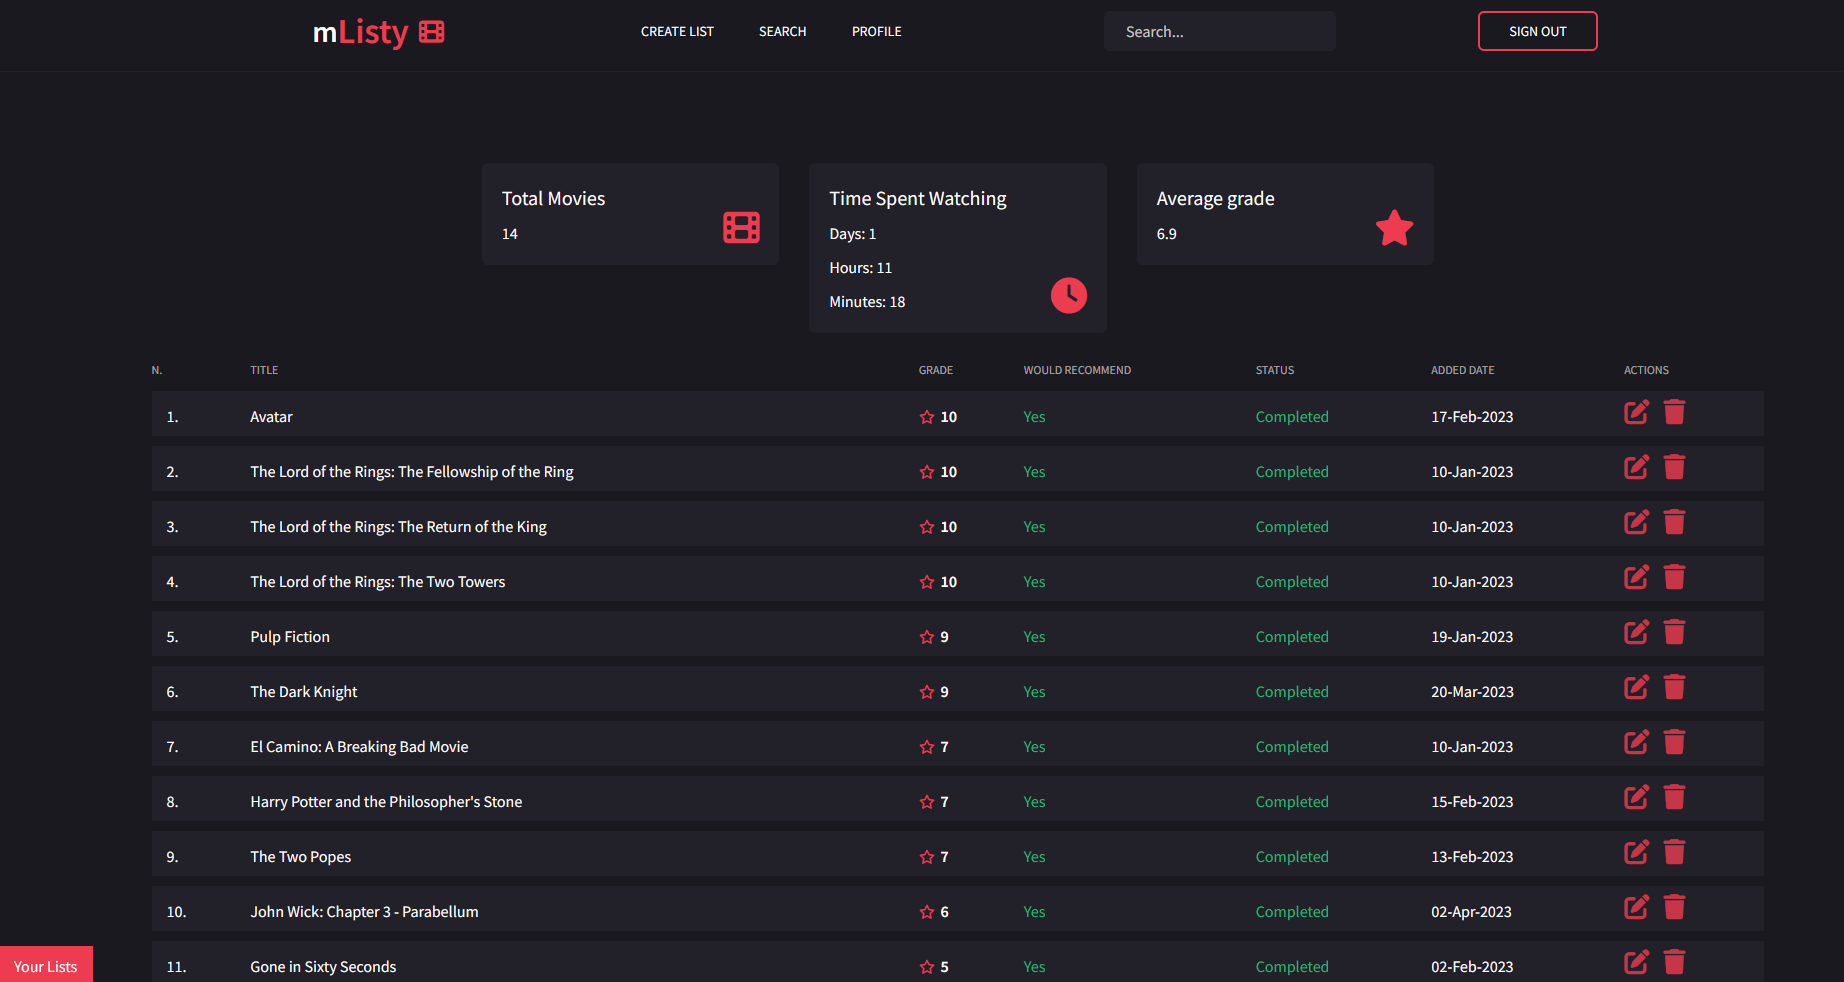 mListy
CREATE LIST SEARCH PROFILE Search... SIGN OUT
Total Movies
14
Time Spent Watching
Days: 1
Hours: 11
Minutes: 18
Average grade
6.9
N. TITLE GRADE WOULD RECOMMEND STATUS ADDED DATE ACTIONS
1. Avatar 10 Yes Completed 17-Feb-2023
2. The Lord of the Rings: The Fellowship of the Ring 10 Yes Completed 10-Jan-2023
3. The Lord of the Rings: The Return of the King 10 Yes Completed 10-Jan-2023
4. The Lord of the Rings: The Two Towers 10 Yes Completed 10-Jan-2023
5. Pulp Fiction 9 Yes Completed 19-Jan-2023
6. The Dark Knight 9 Yes Completed 20-Mar-2023
7. El Camino: A Breaking Bad Movie 7 Yes Completed 10-Jan-2023
8. Harry Potter and the Philosopher's Stone 7 Yes Completed 15-Feb-2023
9. The Two Popes 7 Yes Completed 13-Feb-2023
10. John Wick: Chapter 3 - Parabellum 6 Yes Completed 02-Apr-2023
11. Gone in Sixty Seconds 5 Yes Completed 02-Feb-2023
Your Lists